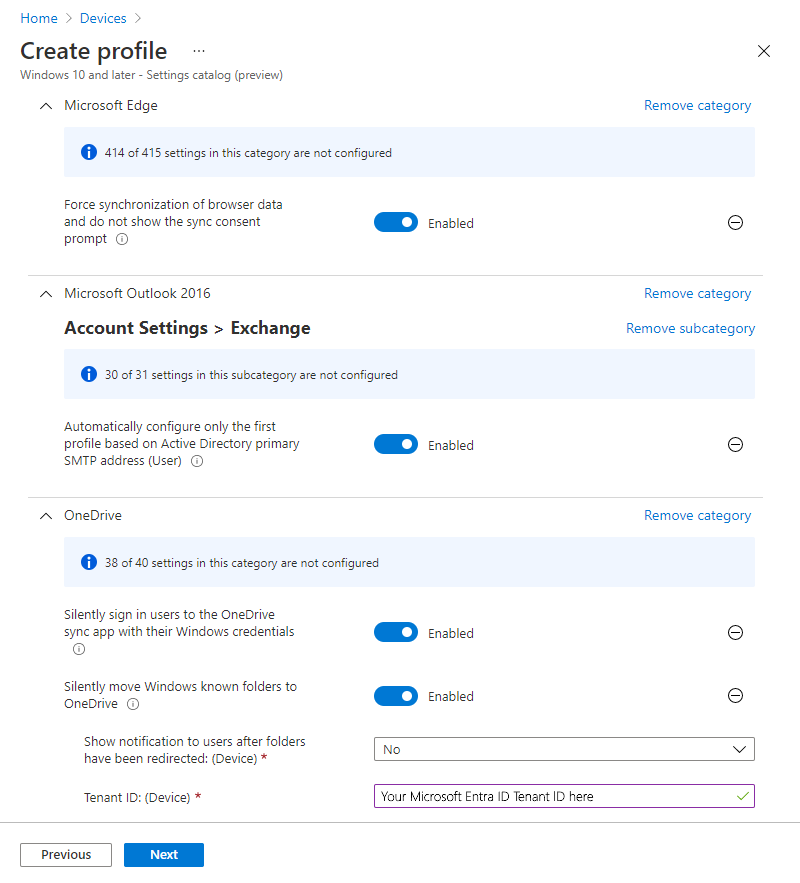 Home > Devices >
Create profile ...
Windows 10 and later - Settings catalog (preview)
Microsoft Edge Remove category
414 of 415 settings in this category are not configured
Force synchronization of browser data
and do not show the sync consent
prompt
Enabled
Microsoft Outlook 2016 Remove category
Account Settings > Exchange Remove subcategory
30 of 31 settings in this subcategory are not configured
Automatically configure only the first
profile based on Active Directory primary
SMTP address (User)
Enabled
OneDrive Remove category
38 of 40 settings in this category are not configured
Silently sign in users to the OneDrive
sync app with their Windows credentials
Enabled
Silently move Windows known folders to
OneDrive
Enabled
Show notification to users after folders
have been redirected: (Device) *
No
Tenant ID: (Device) * Your Microsoft Entra ID Tenant ID here
Previous Next